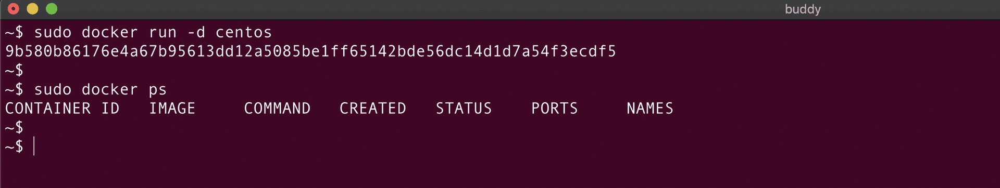 buddy
~$ sudo docker run -d centos
9b580b86176e4a67b95613dd12a5085be1ff65142bde56dc14d1d7a54f3ecdf5
~$
~$ sudo docker ps
CONTAINER ID   IMAGE     COMMAND   CREATED   STATUS    PORTS     NAMES
~$
~$